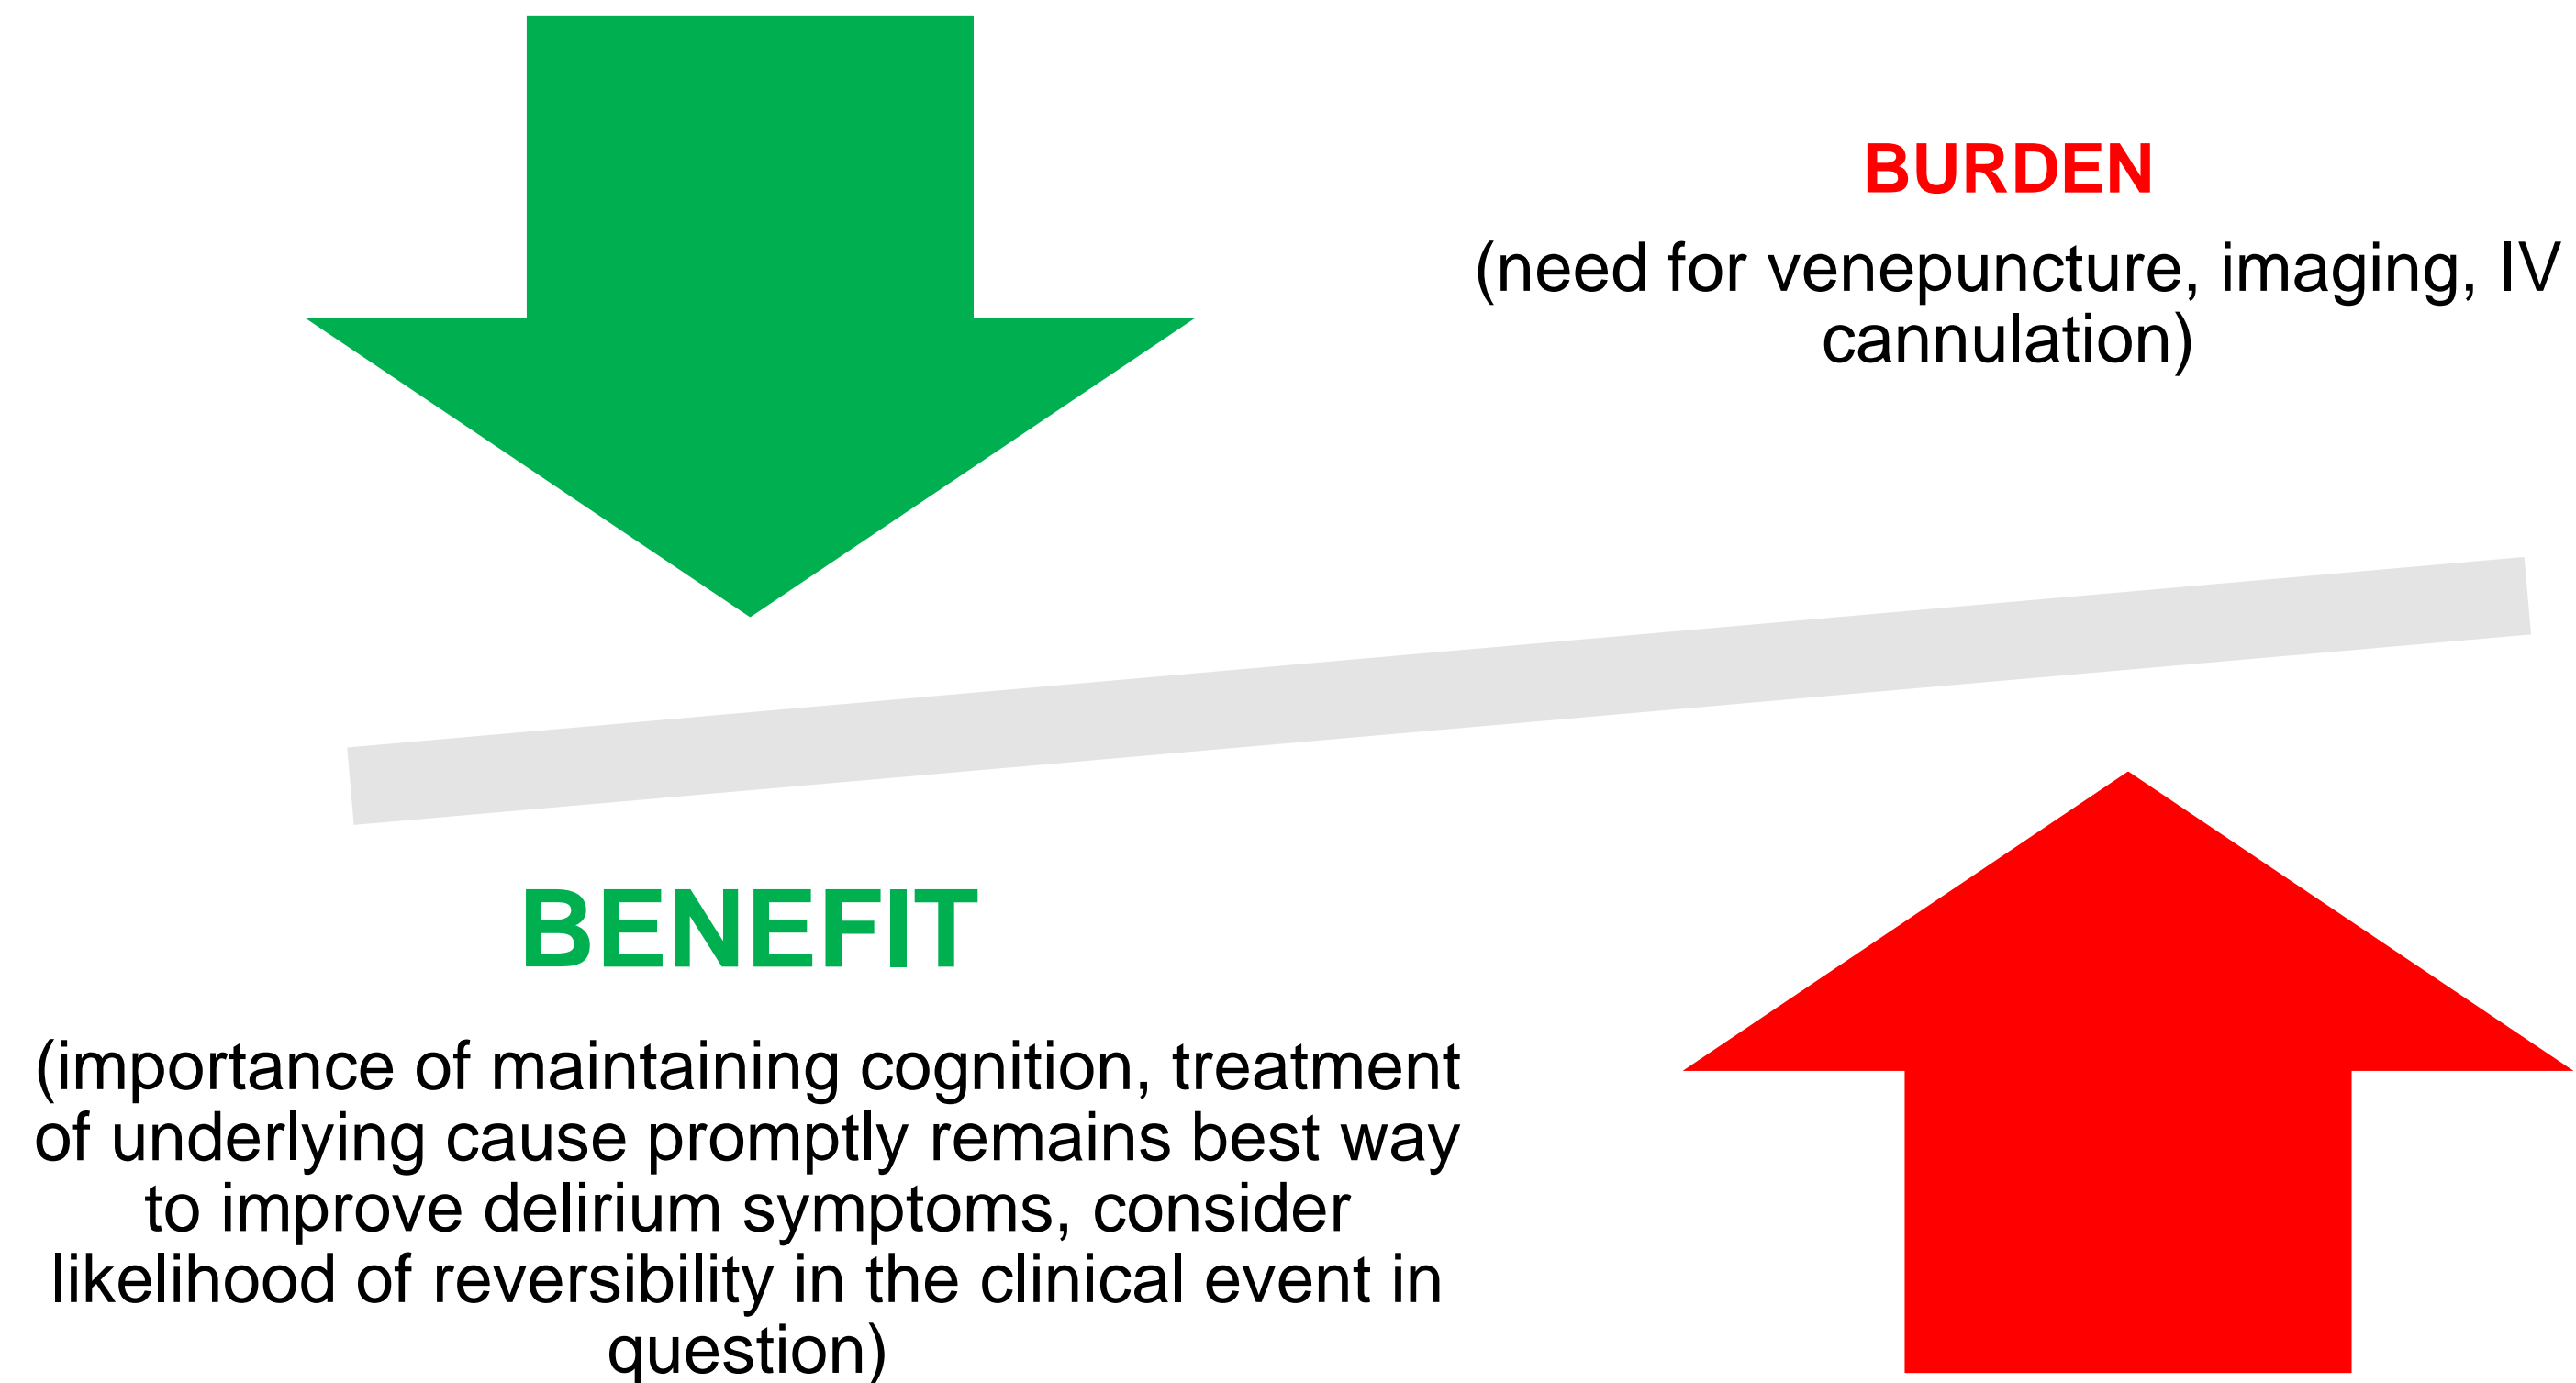 BURDEN
(need for venepuncture, imaging, IV
cannulation)
BENEFIT
(importance of maintaining cognition, treatment
of underlying cause promptly remains best way
to improve delirium symptoms, consider
likelihood of reversibility in the clinical event in
question)